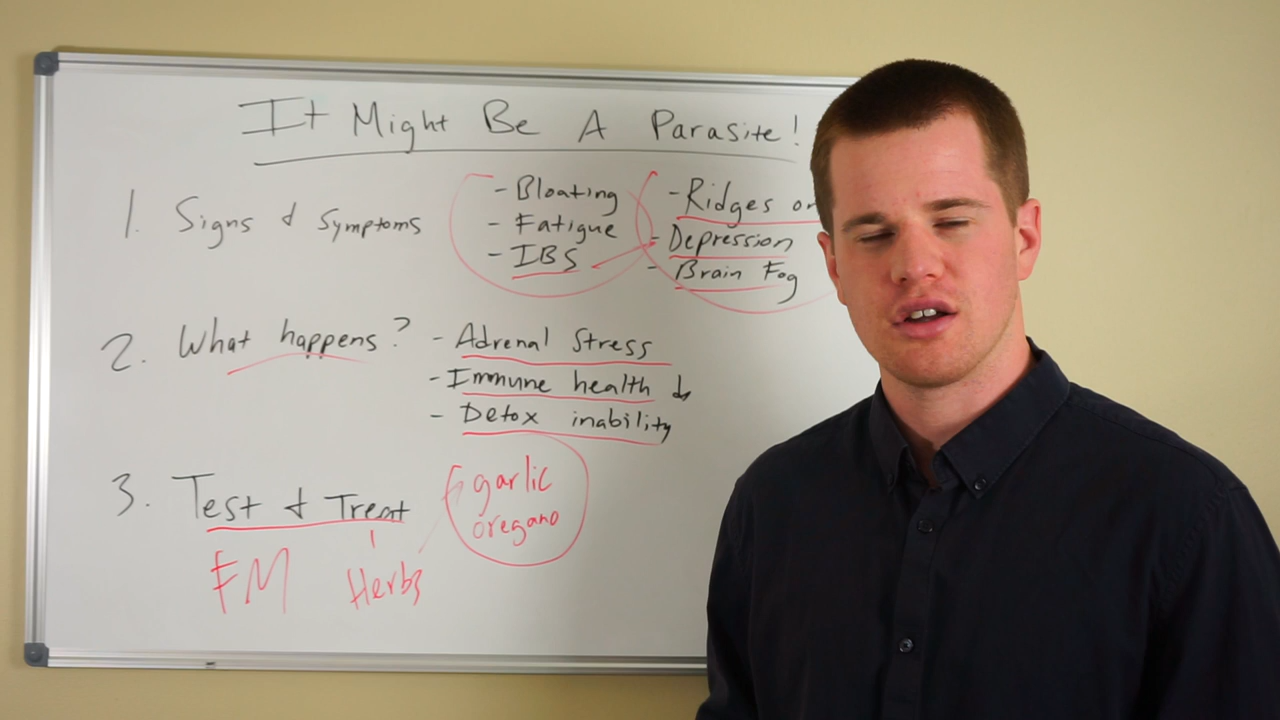 It Might Be A Parasite!
1. Signs & Symptoms
- Bloating
- Fatigue
- IBS
- Ridges on
- Depression
- Brain Fog
2. What happens?
- Adrenal Stress
- Immune health ↓
- Detox inability
3. Test & Treat
FM
Herbs
garlic
oregano